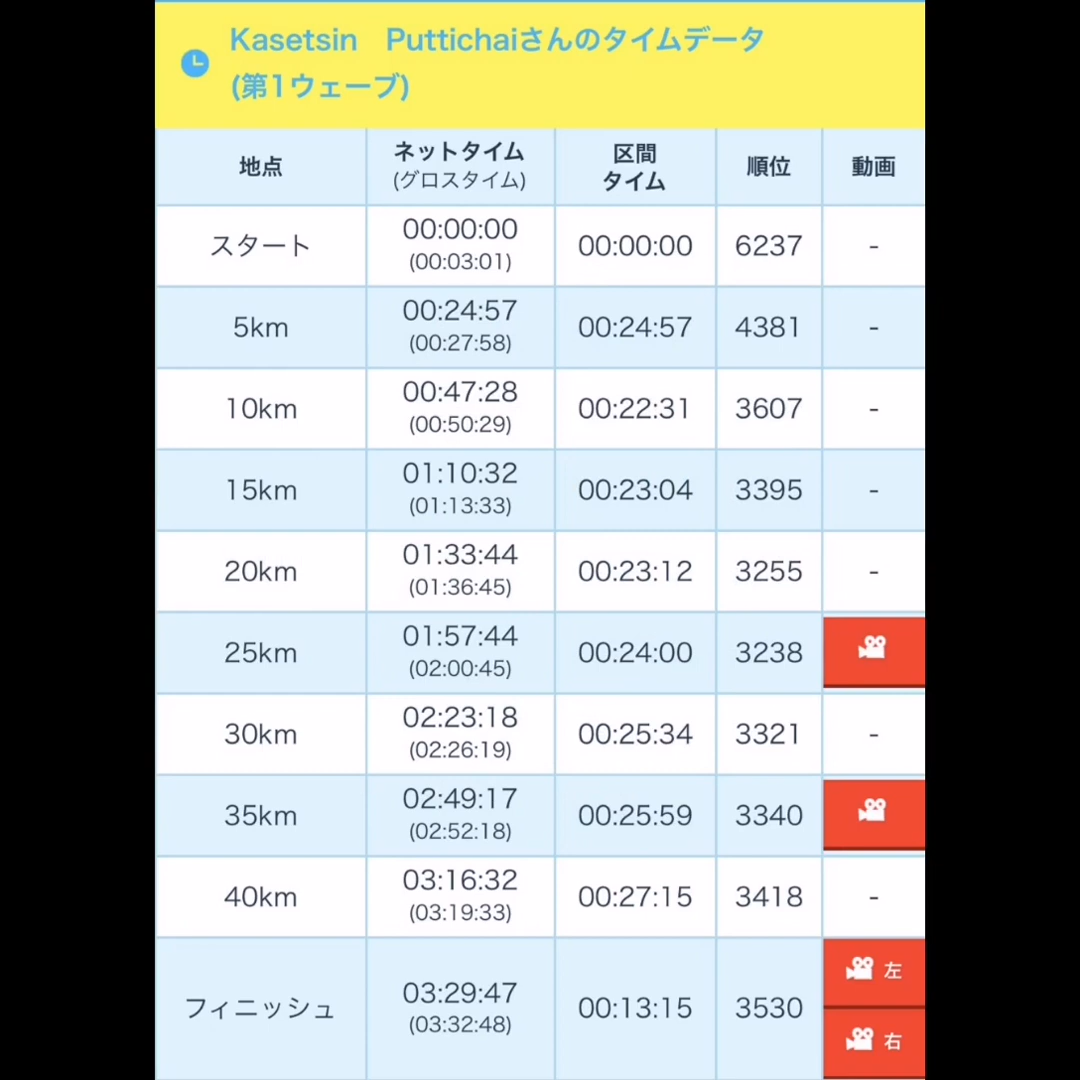 Kasetsin　Puttichaiさんのタイムデータ
(第1ウェーブ)
地点 ネットタイム (グロスタイム) 区間 タイム 順位 動画
スタート 00:00:00 (00:03:01) 00:00:00 6237 -
5km 00:24:57 (00:27:58) 00:24:57 4381 -
10km 00:47:28 (00:50:29) 00:22:31 3607 -
15km 01:10:32 (01:13:33) 00:23:04 3395 -
20km 01:33:44 (01:36:45) 00:23:12 3255 -
25km 01:57:44 (02:00:45) 00:24:00 3238
30km 02:23:18 (02:26:19) 00:25:34 3321 -
35km 02:49:17 (02:52:18) 00:25:59 3340
40km 03:16:32 (03:19:33) 00:27:15 3418 -
フィニッシュ 03:29:47 (03:32:48) 00:13:15 3530 左
右